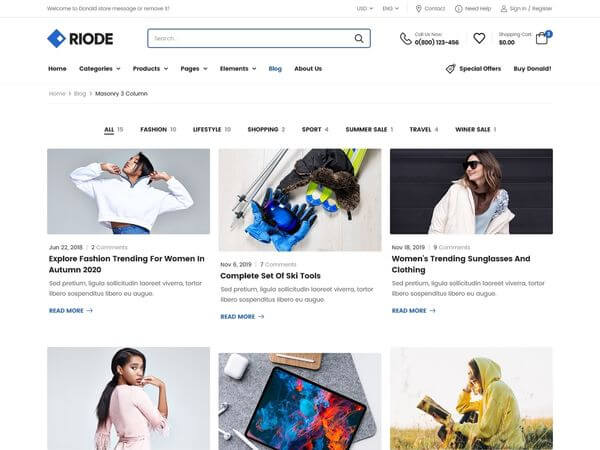 Welcome to Donald store message or remove it!
USD
ENG
Contact
Need Help
Sign in / Register
RIODE
Search...
Call Us Now:
0(800) 123-456
Shopping Cart:
$0.00
3
Home
Categories
Products
Pages
Elements
Blog
About Us
Special Offers
Buy Donald!
Home > Blog > Masonry 3 Column
ALL 15
FASHION 10
LIFESTYLE 10
SHOPPING 2
SPORT 4
SUMMER SALE 1
TRAVEL 4
WINER SALE 1
Jun 22, 2018 | 2 Comments
Explore Fashion Trending For Women In
Autumn 2020
Sed pretium, ligula sollicitudin laoreet viverra, tortor
libero sospenditus libero eu augue.
READ MORE
Nov 6, 2019 | 7 Comments
Complete Set Of Ski Tools
Sed pretium, ligula sollicitudin laoreet viverra, tortor
libero sospenditus libero eu augue.
READ MORE
Nov 18, 2019 | 9 Comments
Women's Trending Sunglasses And
Clothing
Sed pretium, ligula sollicitudin laoreet viverra, tortor
libero sospenditus libero eu augue.
READ MORE